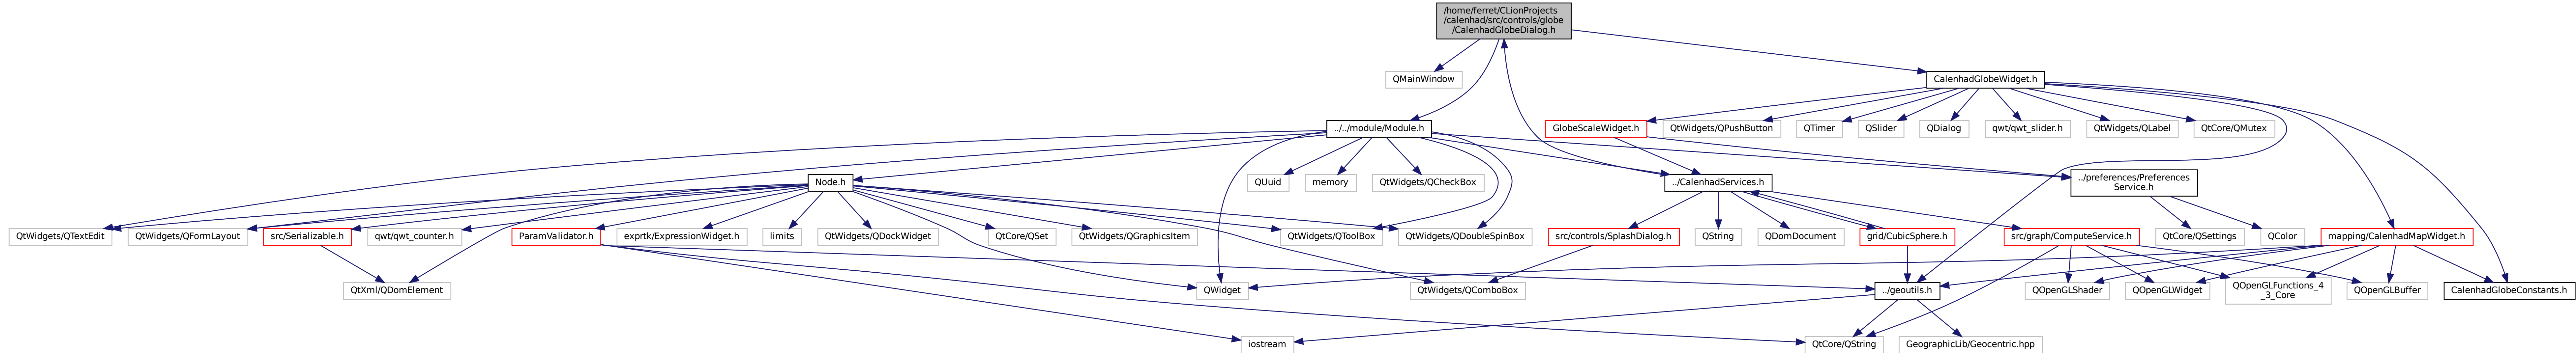 /home/ferret/CLionProjects
/calenhad/src/controls/globe
/CalenhadGlobeDialog.h
QMainWindow
CalenhadGlobeWidget.h
../../module/Module.h
GlobeScaleWidget.h
QtWidgets/QPushButton
QTimer
QSlider
QDialog
qwt/qwt_slider.h
QtWidgets/QLabel
QtCore/QMutex
Node.h
QUuid
memory
QtWidgets/QCheckBox
../CalenhadServices.h
../preferences/Preferences
Service.h
QtWidgets/QTextEdit
QtWidgets/QFormLayout
src/Serializable.h
qwt/qwt_counter.h
ParamValidator.h
exprtk/ExpressionWidget.h
limits
QtWidgets/QDockWidget
QtCore/QSet
QtWidgets/QGraphicsItem
QtWidgets/QToolBox
QtWidgets/QDoubleSpinBox
src/controls/SplashDialog.h
QString
QDomDocument
grid/CubicSphere.h
src/graph/ComputeService.h
QtCore/QSettings
QColor
mapping/CalenhadMapWidget.h
QtXml/QDomElement
QWidget
QtWidgets/QComboBox
../geoutils.h
QOpenGLShader
QOpenGLWidget
QOpenGLFunctions_4
_3_Core
QOpenGLBuffer
CalenhadGlobeConstants.h
iostream
QtCore/QString
GeographicLib/Geocentric.hpp